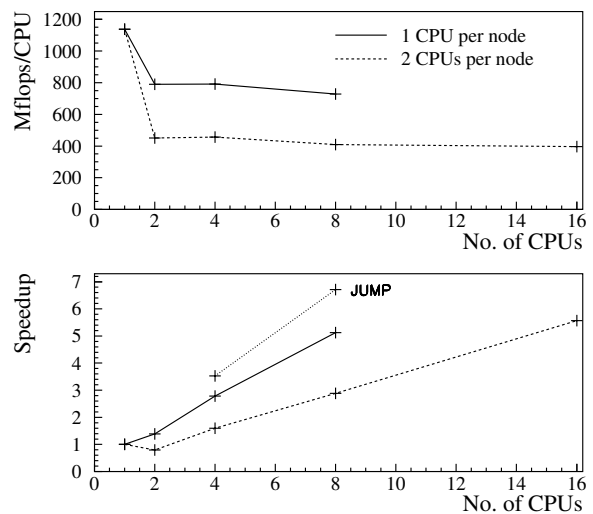 1200
1000
800
600
400
200
0
Mflops/CPU
1 CPU per node
2 CPUs per node
0 2 4 6 8 10 12 14 16
No. of CPUs
7
6
5
4
3
2
1
0
Speedup
JUMP
0 2 4 6 8 10 12 14 16
No. of CPUs